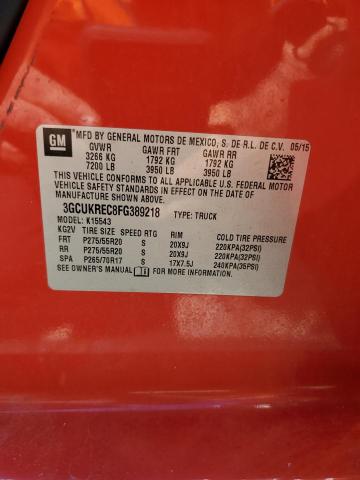 GM
MFD BY GENERAL MOTORS DE MEXICO, S. DE R.L. DE C.V. 05/15
GVWR GAWR FRT GAWR RR
3266 KG 1792 KG 1792 KG
7200 LB 3950 LB 3950 LB
THIS VEHICLE CONFORMS TO ALL APPLICABLE U.S. FEDERAL MOTOR
VEHICLE SAFETY STANDARDS IN EFFECT ON THE DATE OF
MANUFACTURE SHOWN ABOVE.
3GCUKREC8FG389218 TYPE: TRUCK
MODEL: K15543
KG2V TIRE SIZE SPEED RTG RIM COLD TIRE PRESSURE
FRT P275/55R20 S 20X9J 220KPA(32PSI)
RR P275/55R20 S 20X9J 220KPA(32PSI)
SPA P265/70R17 S 17X7.5J 240KPA(35PSI)
SEE OWNER'S MANUAL FOR MORE INFORMATION.